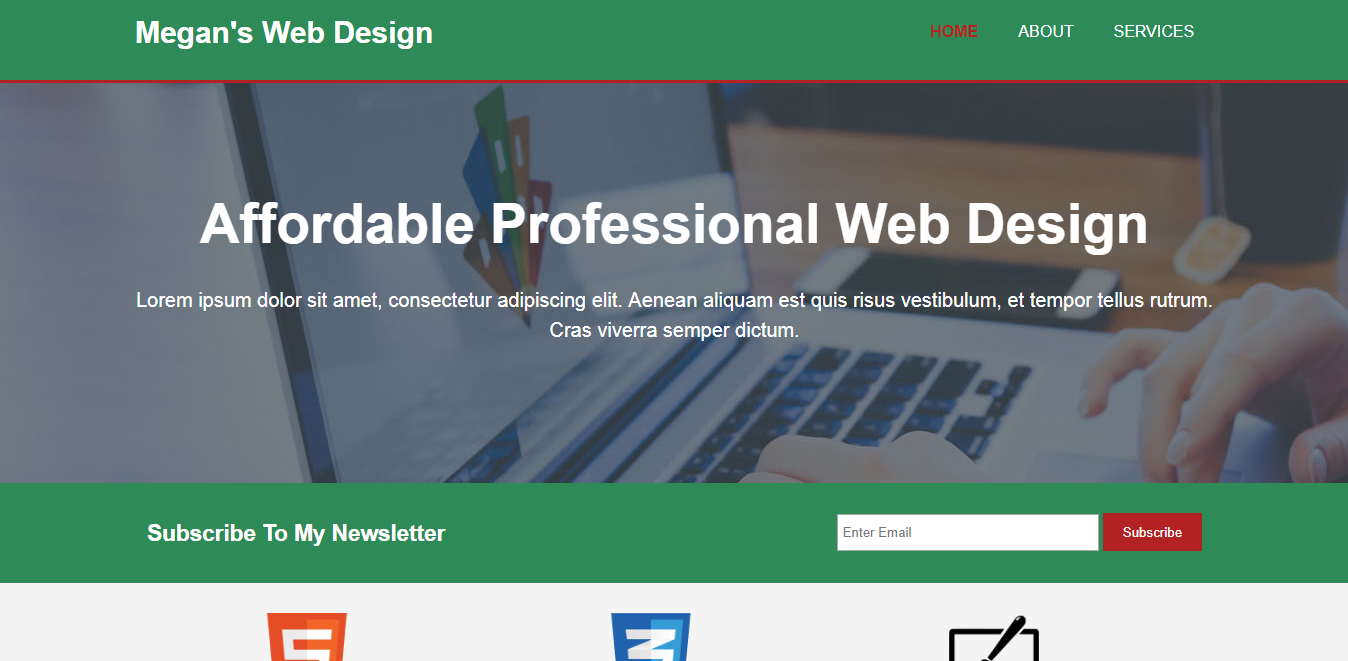 Megan's Web Design
HOME ABOUT SERVICES
Affordable Professional Web Design
Lorem ipsum dolor sit amet, consectetur adipiscing elit. Aenean aliquam est quis risus vestibulum, et tempor tellus rutrum.
Cras viverra semper dictum.
Subscribe To My Newsletter
Enter Email
Subscribe